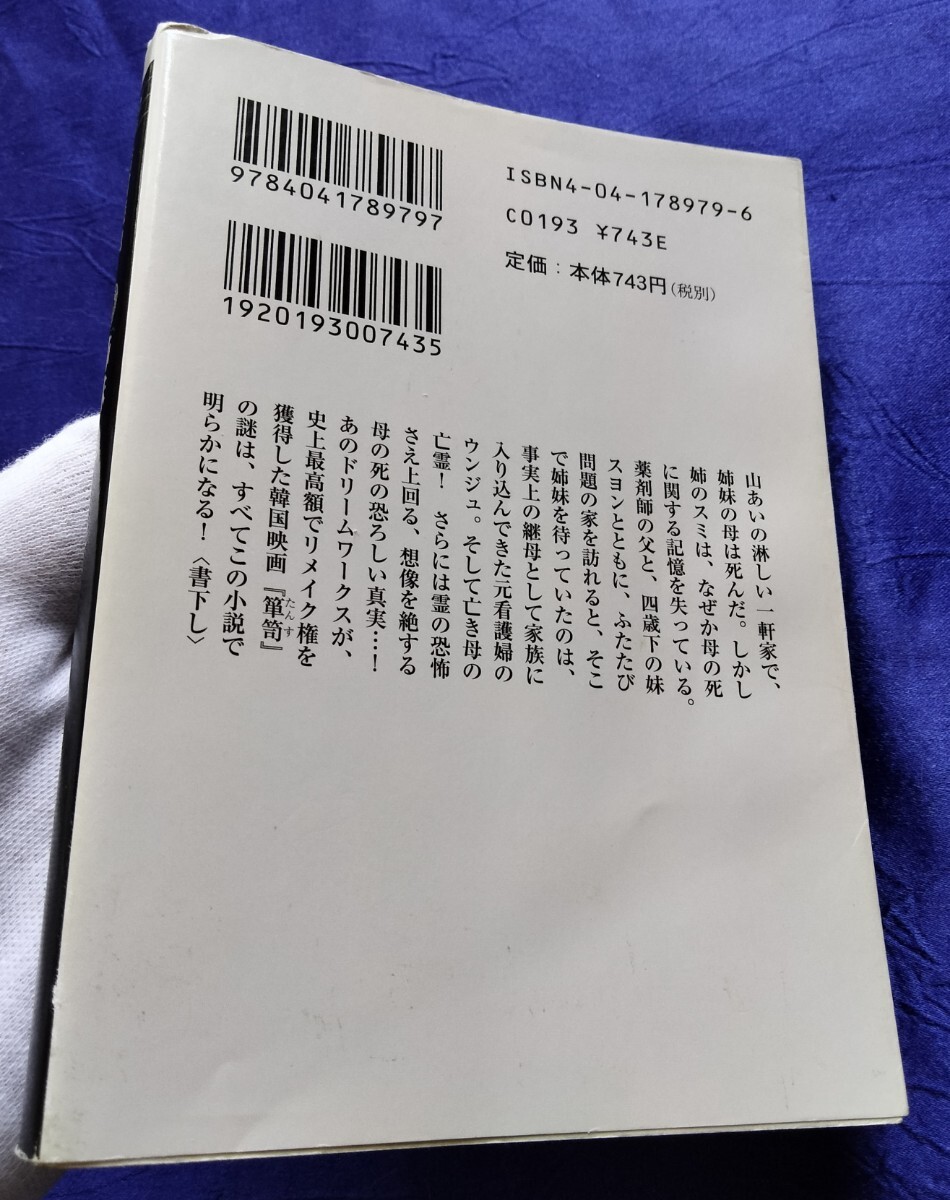 9784041789797
1920193007435
ISBN4-04-178979-6
C0193 ¥743E
定価：本体743円（税別）
山あいの淋しい一軒家で、
姉妹の母は死んだ。しかし
姉のスミは、なぜか母の死
に関する記憶を失っている。
薬剤師の父と、四歳下の妹
スヨンとともに、ふたたび
問題の家を訪れると、そこ
で姉妹を待っていたのは、
事実上の継母として家族に
入り込んできた元看護婦の
ウンジュ。そして亡き母の
亡霊！　さらには霊の恐怖
さえ上回る、想像を絶する
母の死の恐ろしい真実…！
あのドリームワークスが、
史上最高額でリメイク権を
獲得した韓国映画『箪笥たんす』
の謎は、すべてこの小説で
明らかになる！〈書下し〉